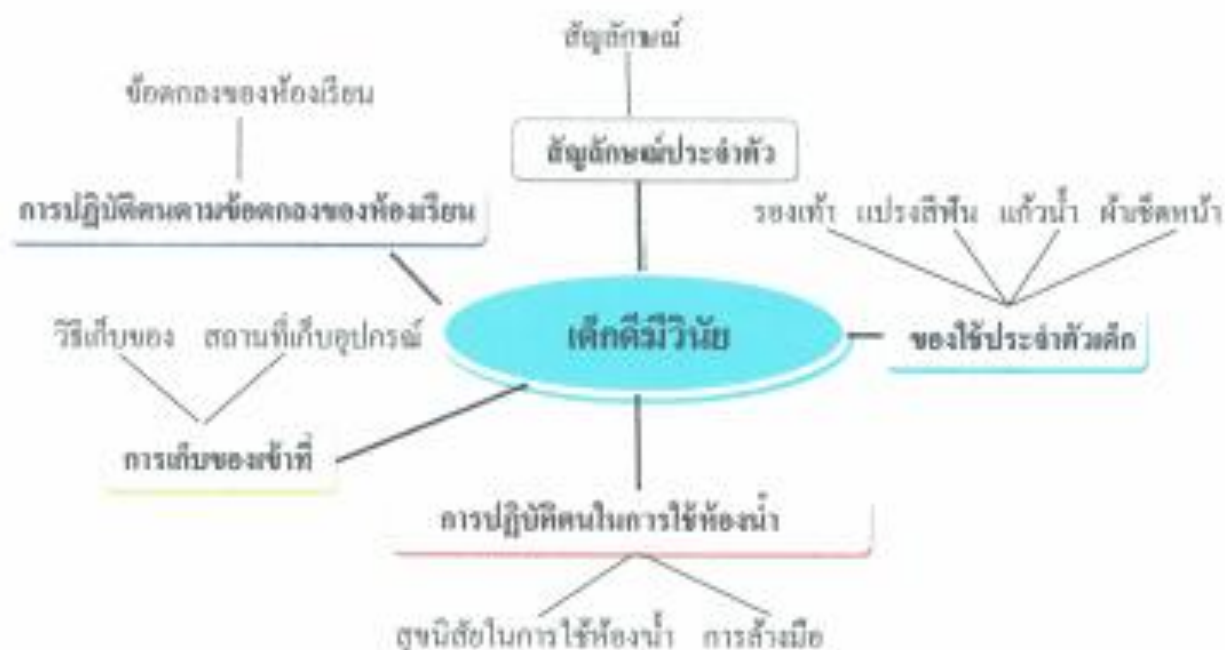 สัญลักษณ์
ข้อตกลงของห้องเรียน
สัญลักษณ์ประจำตัว
การปฏิบัติตนตามข้อตกลงของห้องเรียน
รองเท้า แปรงสีฟัน แก้วน้ำ ผ้าเช็ดหน้า
วิธีเก็บของ สถานที่เก็บอุปกรณ์
เด็กดีมีวินัย
ของใช้ประจำตัวเด็ก
การเก็บของเข้าที่
การปฏิบัติตนในการใช้ห้องน้ำ
สุขนิสัยในการใช้ห้องน้ำ การล้างมือ